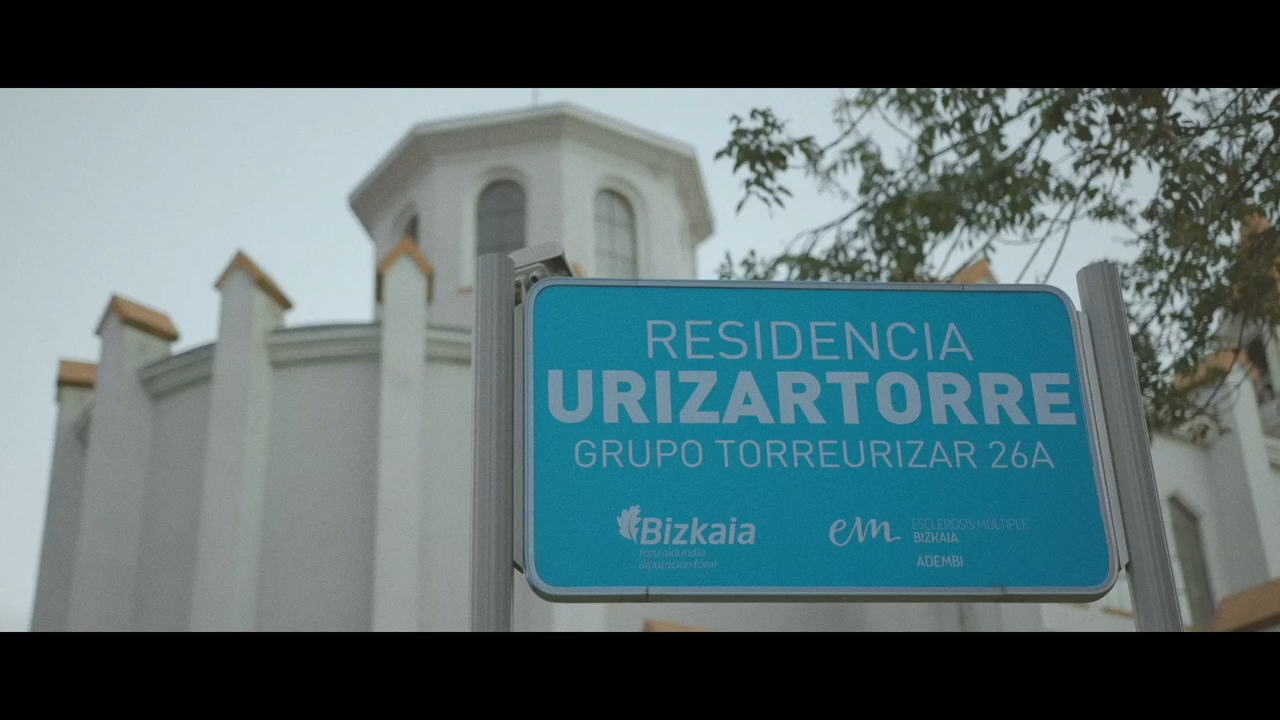 RESIDENCIA
URIZARTORRE
GRUPO TORREURIZAR 26A
Bizkaia
foru aldundia
diputación foral
em ESCLEROSIS MÚLTIPLE
BIZKAIA
ADEMBI